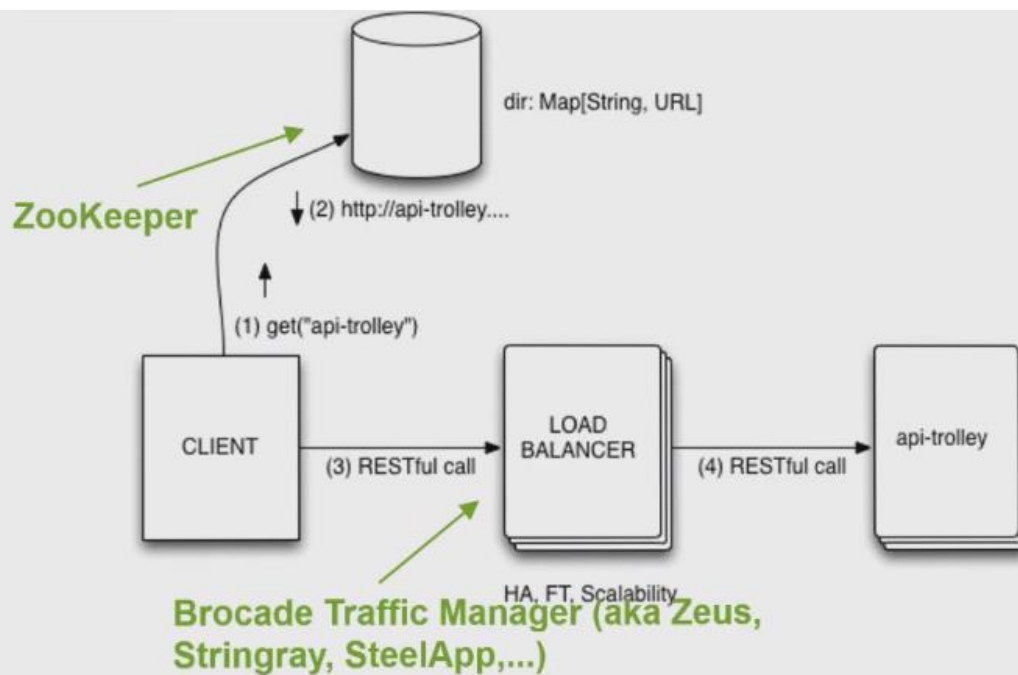 dir: Map[String, URL]
ZooKeeper
(2) http://api-trolley....
(1) get("api-trolley")
CLIENT
(3) RESTful call
LOAD
BALANCER
(4) RESTful call
api-trolley
HA, FT, Scalability
Brocade Traffic Manager (aka Zeus,
Stringray, SteelApp,...)